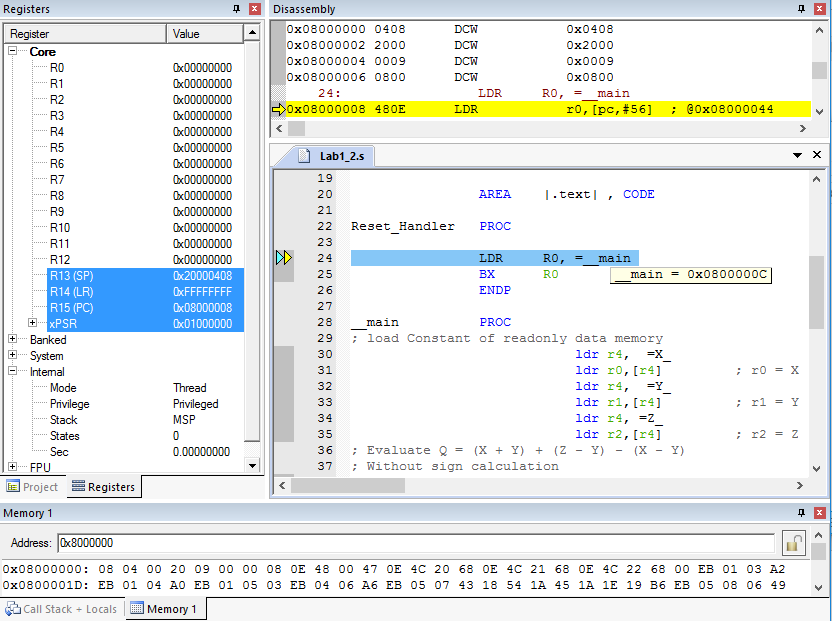 Registers
Register Value
Core
R0 0x00000000
R1 0x00000000
R2 0x00000000
R3 0x00000000
R4 0x00000000
R5 0x00000000
R6 0x00000000
R7 0x00000000
R8 0x00000000
R9 0x00000000
R10 0x00000000
R11 0x00000000
R12 0x00000000
R13 (SP) 0x20000408
R14 (LR) 0xFFFFFFFF
R15 (PC) 0x08000008
xPSR 0x01000000
Banked
System
Internal
Mode Thread
Privilege Privileged
Stack MSP
States 0
Sec 0.00000000
FPU
Project Registers
Disassembly
0x08000000 0408 DCW 0x0408
0x08000002 2000 DCW 0x2000
0x08000004 0009 DCW 0x0009
0x08000006 0800 DCW 0x0800
24: LDR R0, =__main
0x08000008 480E LDR r0,[pc,#56] ; @0x08000044
Lab1_2.s
19
20 AREA |.text| , CODE
21
22 Reset_Handler PROC
23
24 LDR R0, =__main
25 BX R0
__main = 0x0800000C
26 ENDP
27
28 __main PROC
29 ; load Constant of readonly data memory
30 ldr r4, =X_
31 ldr r0,[r4] ; r0 = X
32 ldr r4, =Y_
33 ldr r1,[r4] ; r1 = Y
34 ldr r4, =Z_
35 ldr r2,[r4] ; r2 = Z
36 ; Evaluate Q = (X + Y) + (Z - Y) - (X - Y)
37 ; Without sign calculation
Memory 1
Address: 0x8000000
0x08000000: 08 04 00 20 09 00 00 08 0E 48 00 47 0E 4C 20 68 0E 4C 21 68 0E 4C 22 68 00 EB 01 03 A2
0x0800001D: EB 01 04 A0 EB 01 05 03 EB 04 06 A6 EB 05 07 43 18 54 1A 45 1A 1E 19 B6 EB 05 08 06 49
Call Stack + Locals Memory 1